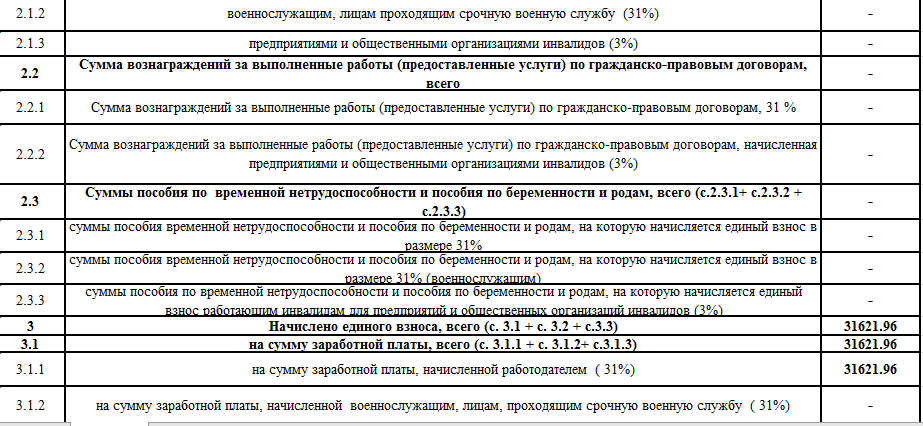 2.1.2 военнослужащим, лицам проходящим срочную военную службу (31%) -
2.1.3 предприятиями и общественными организациями инвалидов (3%) -
2.2 Сумма вознаграждений за выполненные работы (предоставленные услуги) по гражданско-правовым договорам,
всего -
2.2.1 Сумма вознаграждений за выполненные работы (предоставленные услуги) по гражданско-правовым договорам, 31 % -
2.2.2 Сумма вознаграждений за выполненные работы (предоставленные услуги) по гражданско-правовым договорам, начисленная
предприятиями и общественными организациями инвалидов (3%) -
2.3 Суммы пособия по временной нетрудоспособности и пособия по беременности и родам, всего (с.2.3.1+ с.2.3.2 +
с.2.3.3) -
2.3.1 суммы пособия временной нетрудоспособности и пособия по беременности и родам, на которую начисляется единый взнос в
размере 31% -
2.3.2 суммы пособия временной нетрудоспособности и пособия по беременности и родам, на которую начисляется единый взнос в
размере 31% (военнослужащим) -
2.3.3 суммы пособия по временной нетрудоспособности и пособия по беременности и родам, на которую начисляется единый
взнос работающим инвалидам для предприятий и общественных организаций инвалидов (3%) -
3 Начислено единого взноса, всего (с. 3.1 + с. 3.2 + с.3.3) 31621.96
3.1 на сумму заработной платы, всего (с. 3.1.1 + с. 3.1.2+ с.3.1.3) 31621.96
3.1.1 на сумму заработной платы, начисленной работодателем ( 31%) 31621.96
3.1.2 на сумму заработной платы, начисленной военнослужащим, лицам, проходящим срочную военную службу ( 31%) -